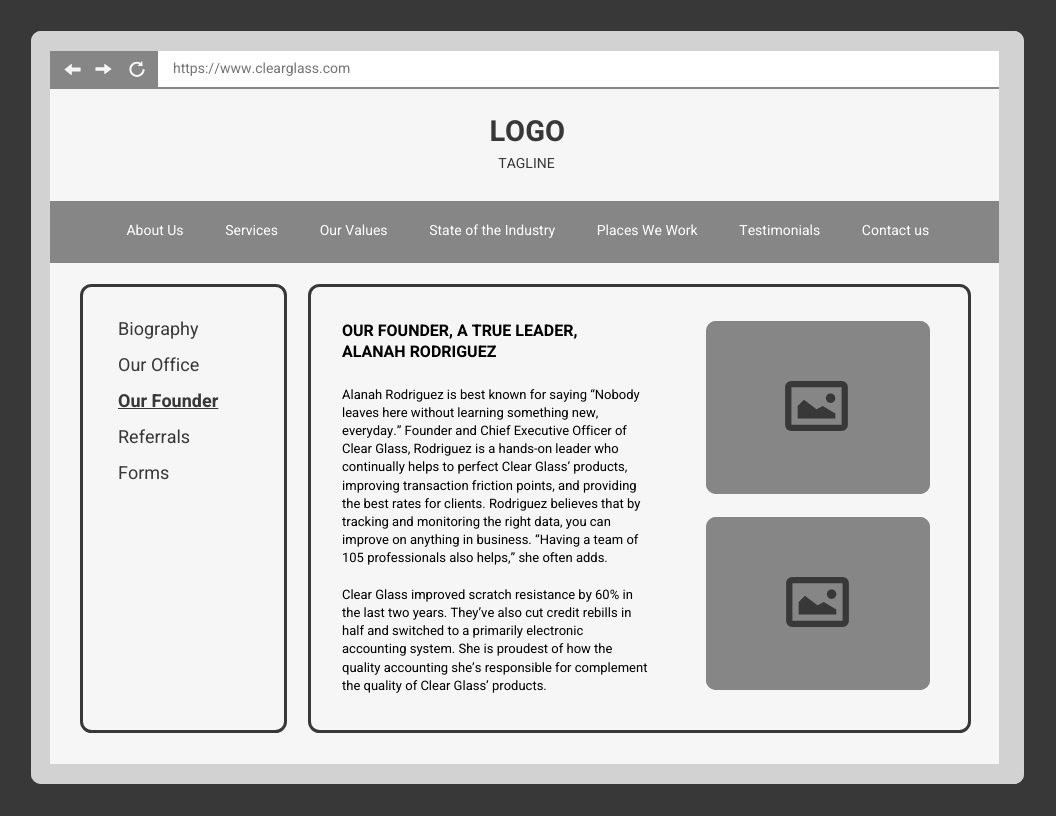 https://www.clearglass.com
LOGO
TAGLINE
About Us Services Our Values State of the Industry Places We Work Testimonials Contact us
Biography
Our Office
Our Founder
Referrals
Forms
OUR FOUNDER, A TRUE LEADER,
ALANAH RODRIGUEZ
Alanah Rodriguez is best known for saying “Nobody
leaves here without learning something new,
everyday.” Founder and Chief Executive Officer of
Clear Glass, Rodriguez is a hands-on leader who
continually helps to perfect Clear Glass’ products,
improving transaction friction points, and providing
the best rates for clients. Rodriguez believes that by
tracking and monitoring the right data, you can
improve on anything in business. “Having a team of
105 professionals also helps,” she often adds.
Clear Glass improved scratch resistance by 60% in
the last two years. They’ve also cut credit rebills in
half and switched to a primarily electronic
accounting system. She is proudest of how the
quality accounting she’s responsible for complement
the quality of Clear Glass’ products.